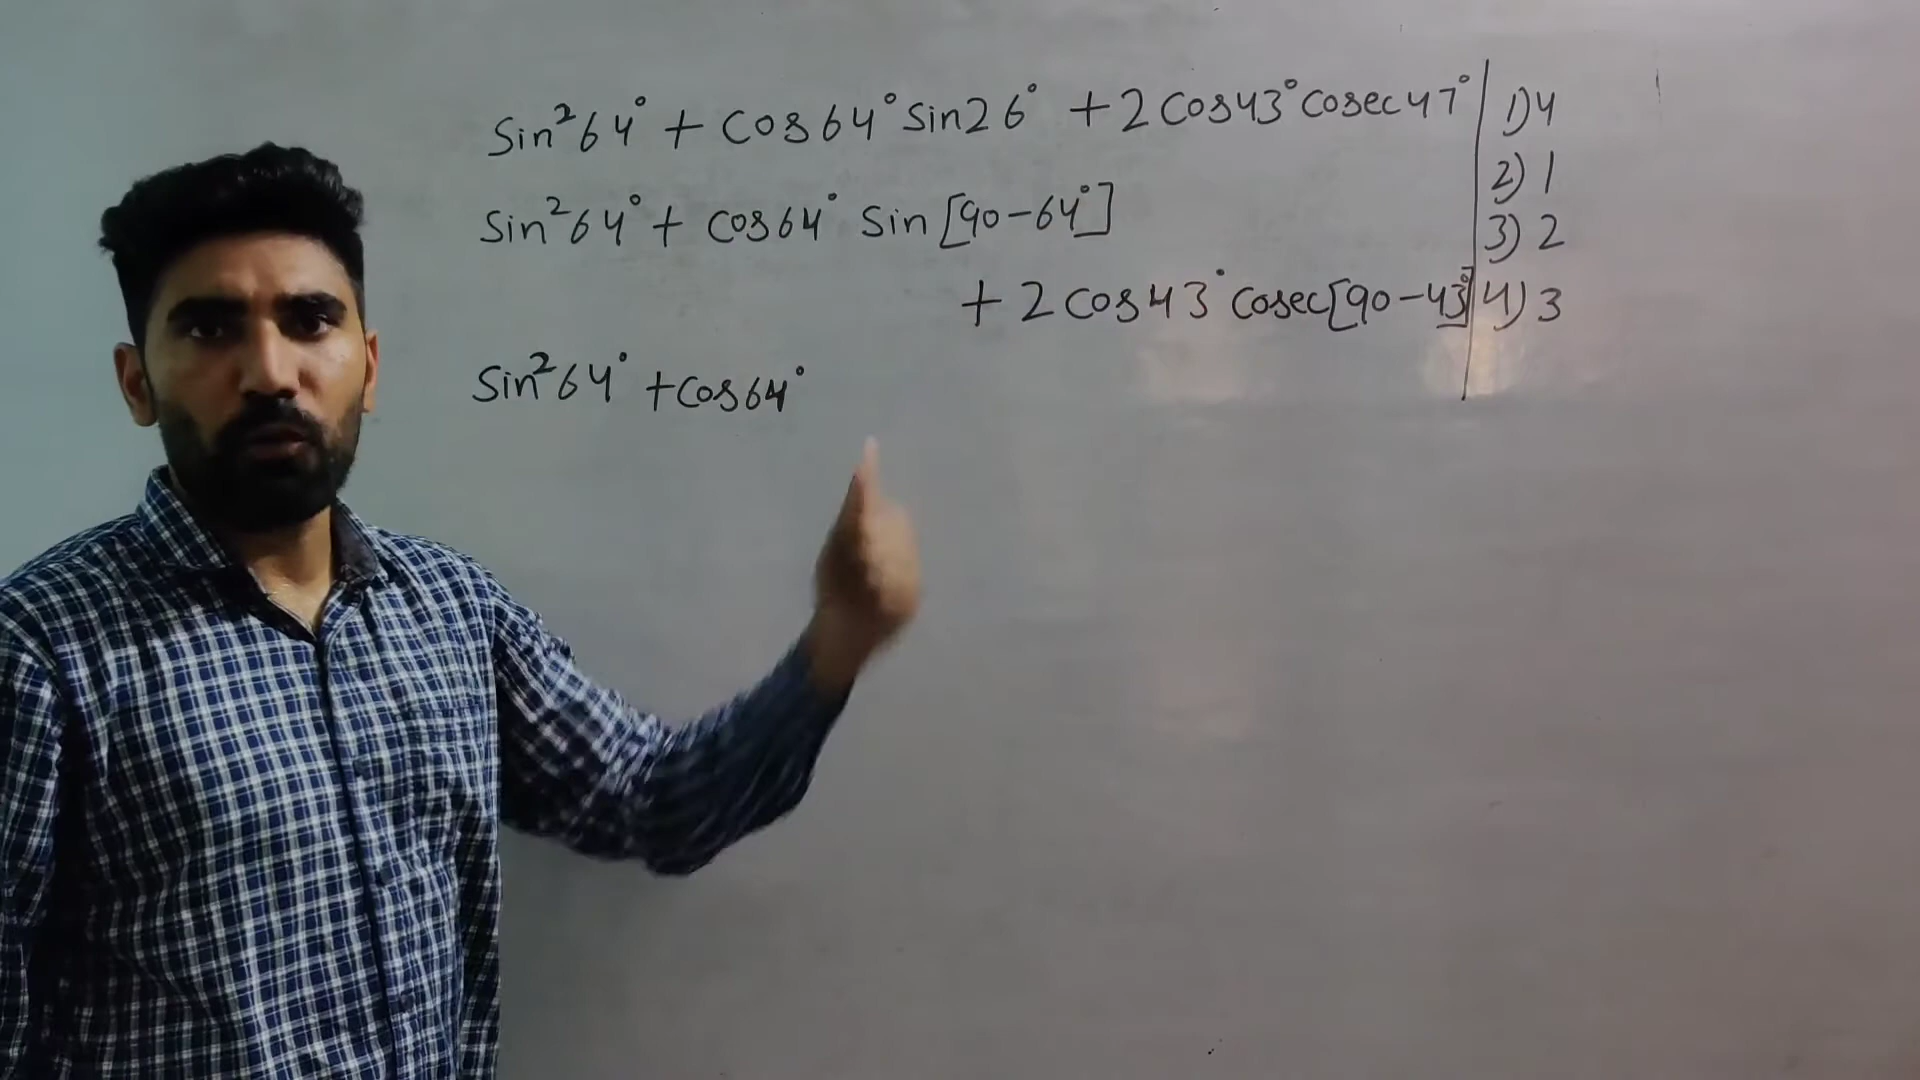 Sin²64° + Cos64° Sin26° + 2Cos43° Cosec47°
1) 4
2) 1
3) 2
4) 3
Sin²64° + Cos64° Sin[90-64°]
+ 2Cos43° Cosec[90-43°]
Sin²64° + Cos64°